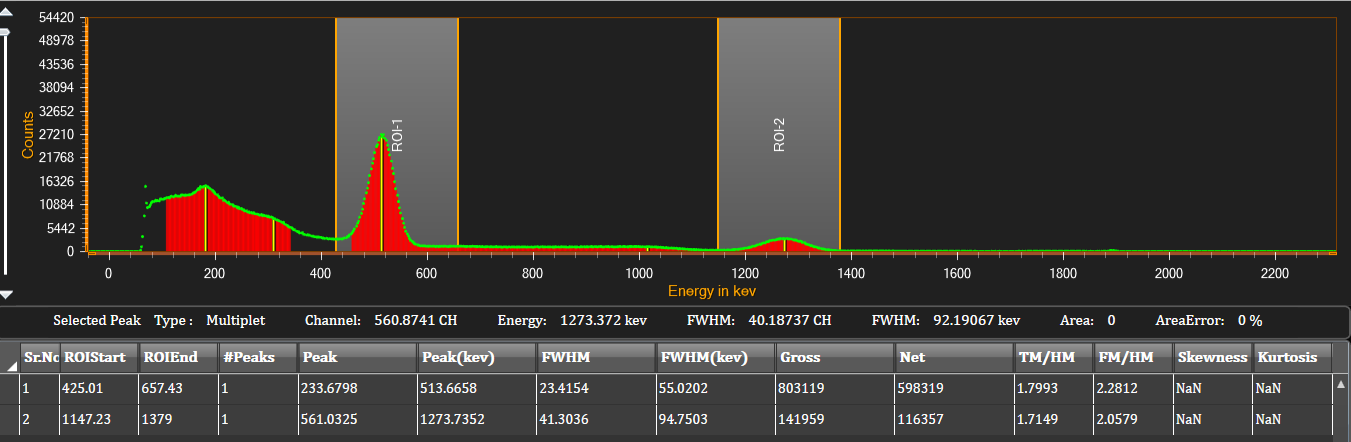 54420
48978
43536
38094
32652
27210
21768
16326
10884
5442
0
Counts
ROI-1
ROI-2
0 200 400 600 800 1000 1200 1400 1600 1800 2000 2200
Energy in kev
Selected Peak Type : Multiplet Channel: 560.8741 CH Energy: 1273.372 kev FWHM: 40.18737 CH FWHM: 92.19067 kev Area: 0 AreaError: 0 %
Sr.No ROIStart ROIEnd #Peaks Peak Peak(kev) FWHM FWHM(kev) Gross Net TM/HM FM/HM Skewness Kurtosis
1 425.01 657.43 1 233.6798 513.6658 23.4154 55.0202 803119 598319 1.7993 2.2812 NaN NaN
2 1147.23 1379 1 561.0325 1273.7352 41.3036 94.7503 141959 116357 1.7149 2.0579 NaN NaN